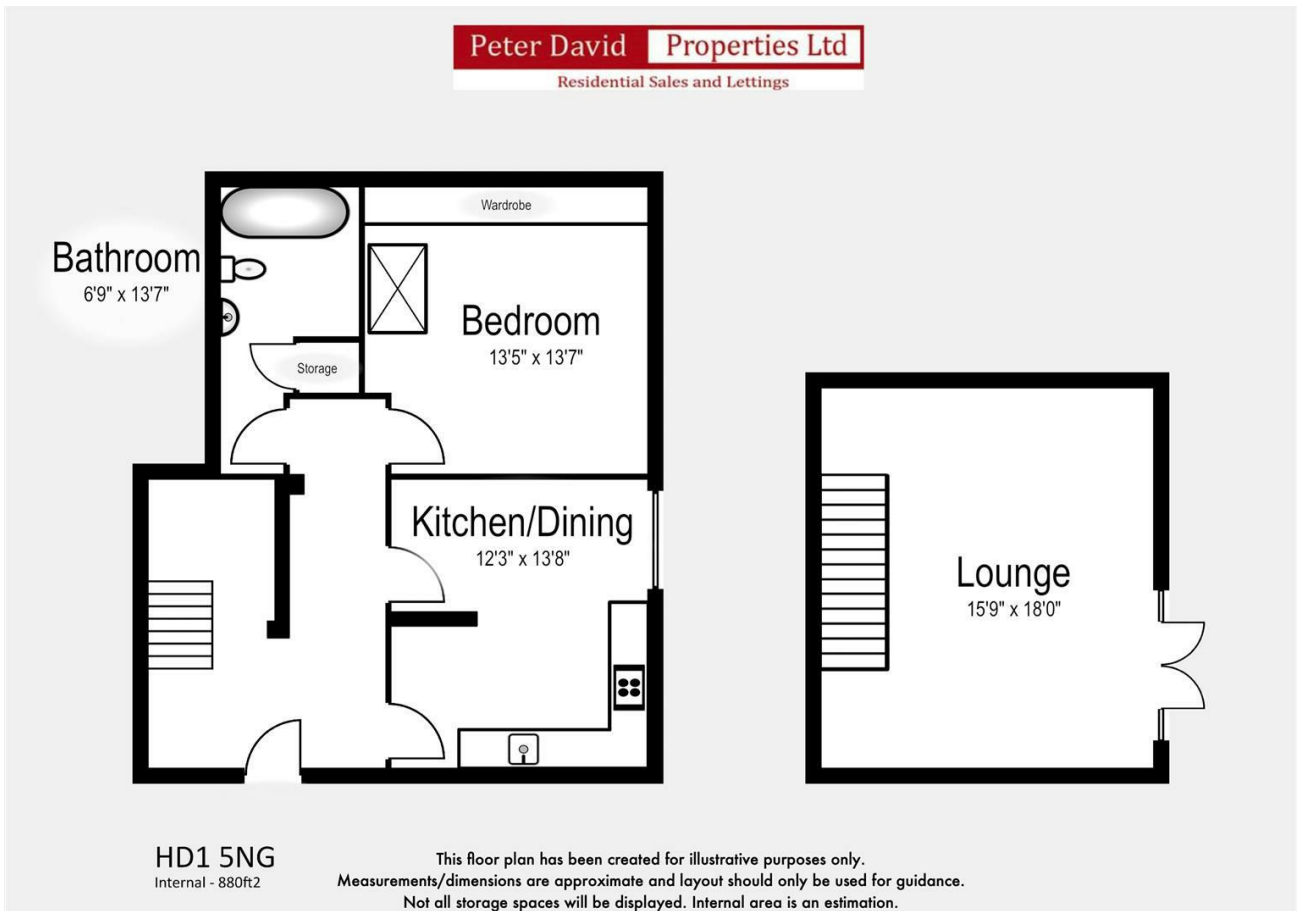 Peter David Properties Ltd
Residential Sales and Lettings
Wardrobe
Bathroom
6'9" x 13'7"
Bedroom
13'5" x 13'7"
Storage
Kitchen/Dining
12'3" x 13'8"
Lounge
15'9" x 18'0"
HD1 5NG
Internal - 880ft2
This floor plan has been created for illustrative purposes only.
Measurements/dimensions are approximate and layout should only be used for guidance.
Not all storage spaces will be displayed. Internal area is an estimation.